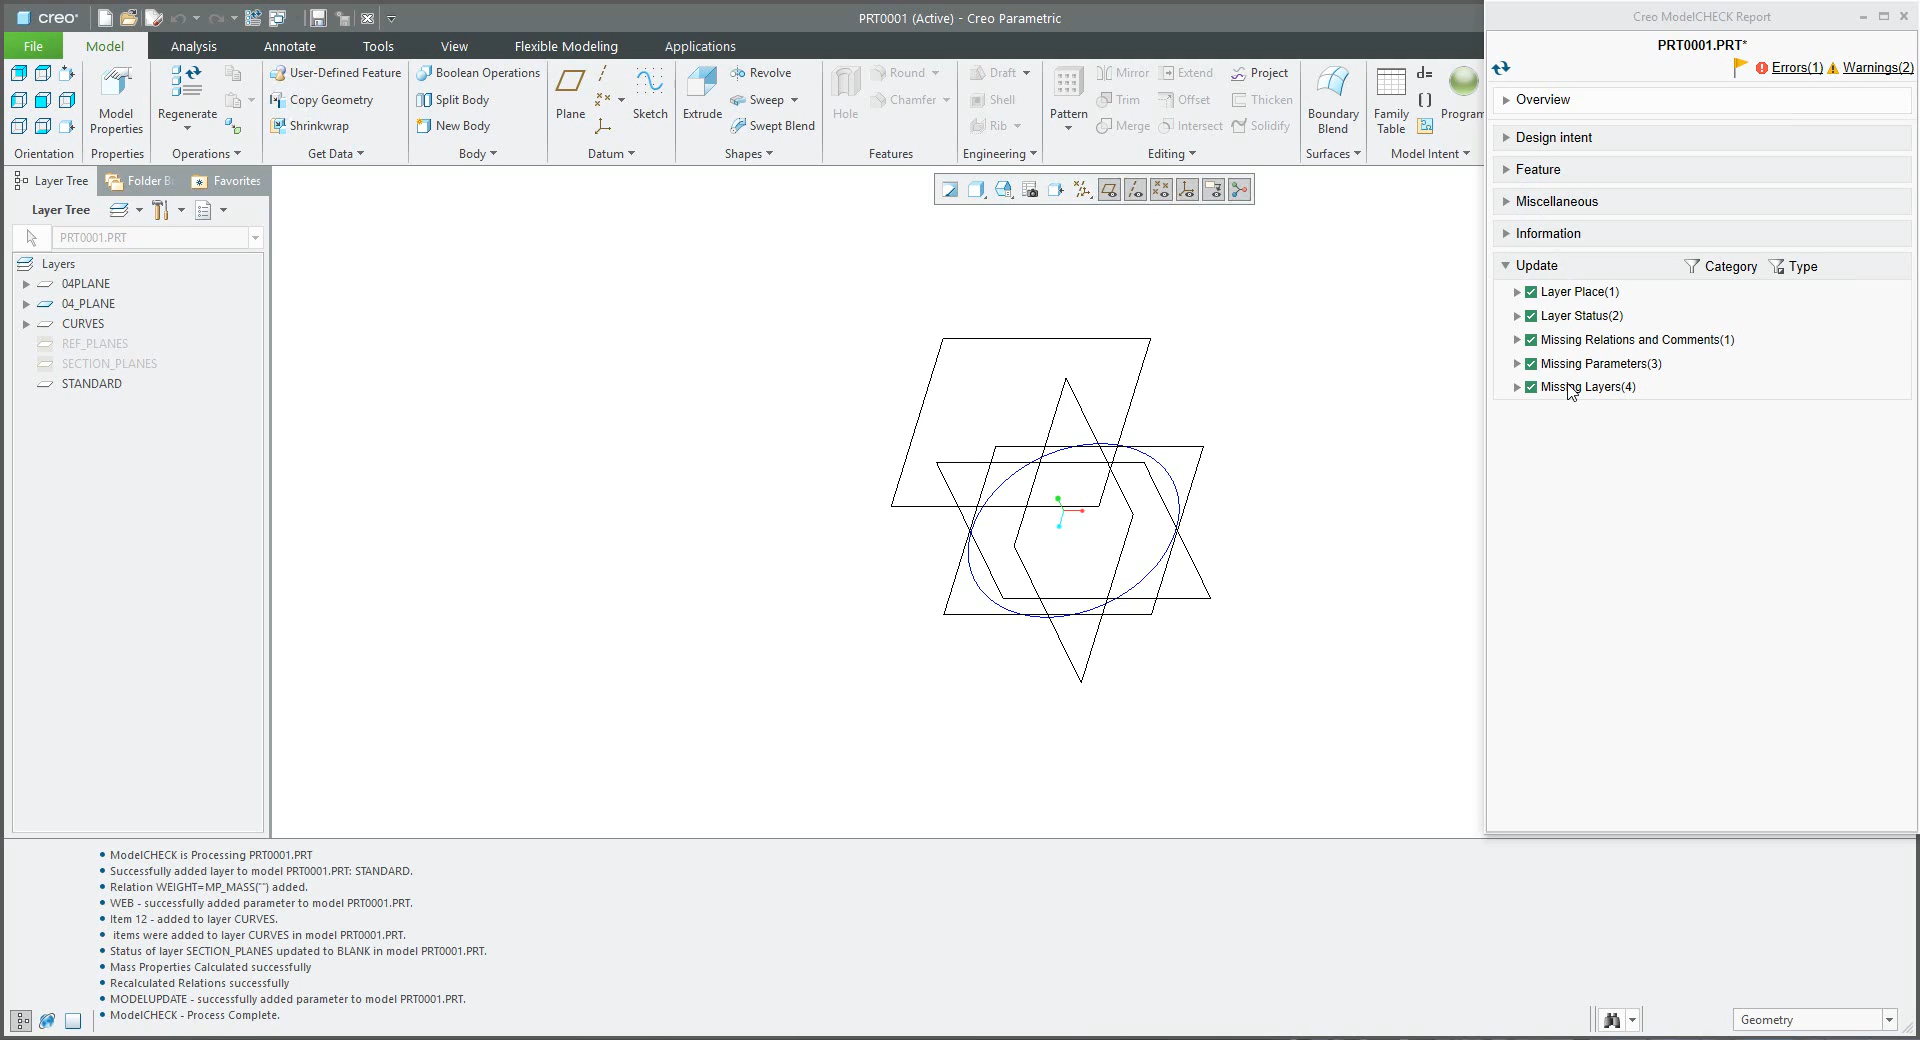 creo
PRT0001 (Active) - Creo Parametric
Creo ModelCHECK Report
File
Model
Analysis
Annotate
Tools
View
Flexible Modeling
Applications
PRT0001.PRT*
Errors(1)
Warnings(2)
Model Properties
Regenerate
User-Defined Feature
Copy Geometry
Shrinkwrap
Boolean Operations
Split Body
New Body
Plane
Sketch
Extrude
Revolve
Sweep
Swept Blend
Hole
Round
Chamfer
Draft
Shell
Rib
Pattern
Mirror
Trim
Merge
Extend
Offset
Intersect
Project
Thicken
Solidify
Boundary Blend
Family Table
d=
Program
Orientation
Properties
Operations
Get Data
Body
Datum
Shapes
Features
Engineering
Editing
Surfaces
Model Intent
Overview
Design intent
Feature
Miscellaneous
Information
Update
Category
Type
Layer Place(1)
Layer Status(2)
Missing Relations and Comments(1)
Missing Parameters(3)
Missing Layers(4)
Layer Tree
Folder B
Favorites
Layer Tree
PRT0001.PRT
Layers
04PLANE
04_PLANE
CURVES
REF_PLANES
SECTION_PLANES
STANDARD
• ModelCHECK is Processing PRT0001.PRT
• Successfully added layer to model PRT0001.PRT: STANDARD.
• Relation WEIGHT=MP_MASS("") added.
• WEB - successfully added parameter to model PRT0001.PRT.
• Item 12 - added to layer CURVES.
• items were added to layer CURVES in model PRT0001.PRT.
• Status of layer SECTION_PLANES updated to BLANK in model PRT0001.PRT.
• Mass Properties Calculated successfully
• Recalculated Relations successfully
• MODELUPDATE - successfully added parameter to model PRT0001.PRT.
• ModelCHECK - Process Complete.
Geometry